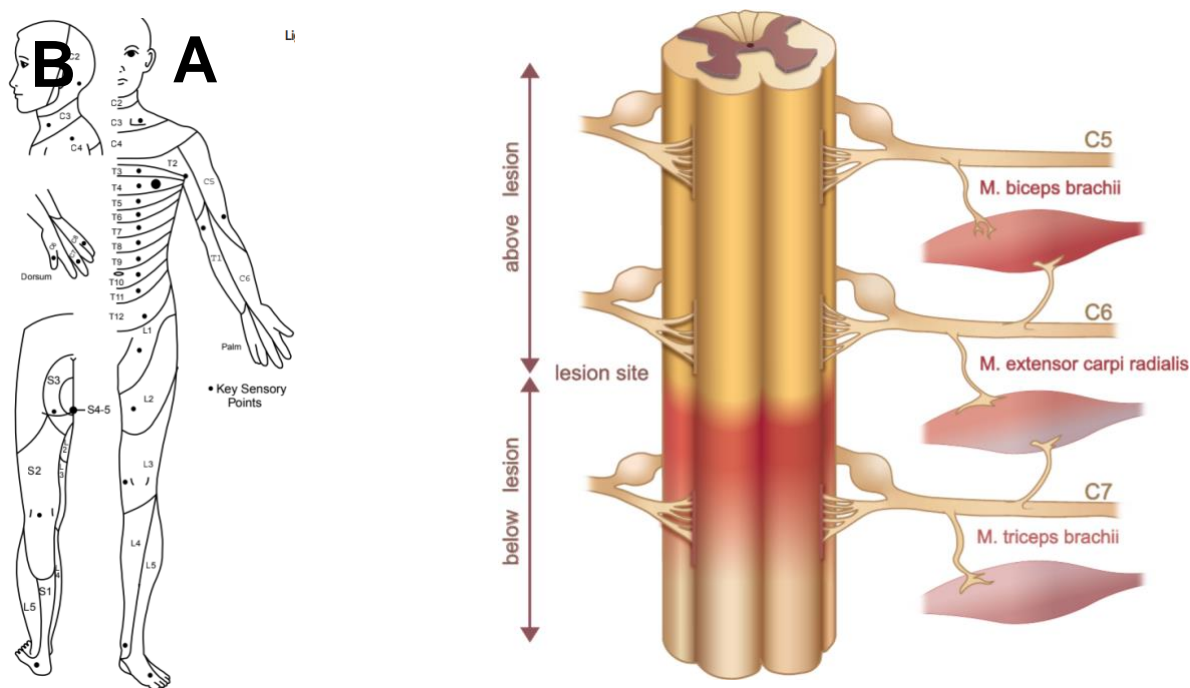 B
A
Li
C2
C3
C4
C2
C3
C4
T2
T3
T4
T5
T6
T7
T8
T9
T10
T11
T12
C5
T1
C6
L1
Dorsum
Palm
• Key Sensory
Points
S3
S4-5
L2
S2
L3
L4
L5
S1
L5
above lesion
lesion site
below lesion
C5
M. biceps brachii
C6
M. extensor carpi radialis
C7
M. triceps brachii